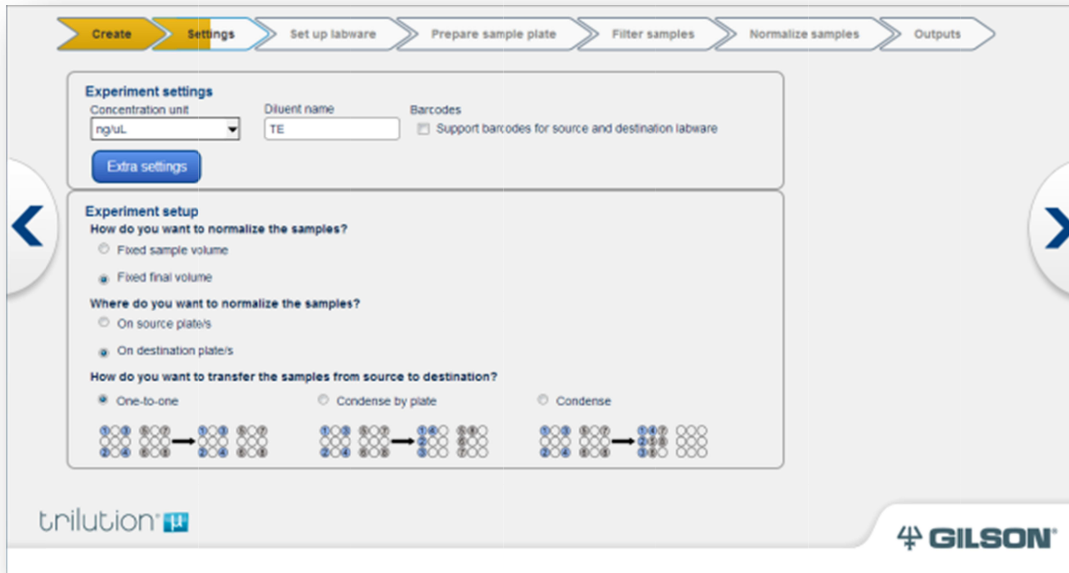 Create Settings Set up labware Prepare sample plate Filter samples Normalize samples Outputs
Experiment settings
Concentration unit Diluent name Barcodes
ng/uL TE Support barcodes for source and destination labware
Extra settings
Experiment setup
How do you want to normalize the samples?
Fixed sample volume
Fixed final volume
Where do you want to normalize the samples?
On source plate/s
On destination plate/s
How do you want to transfer the samples from source to destination?
One-to-one Condense by plate Condense
trilution µ
GILSON